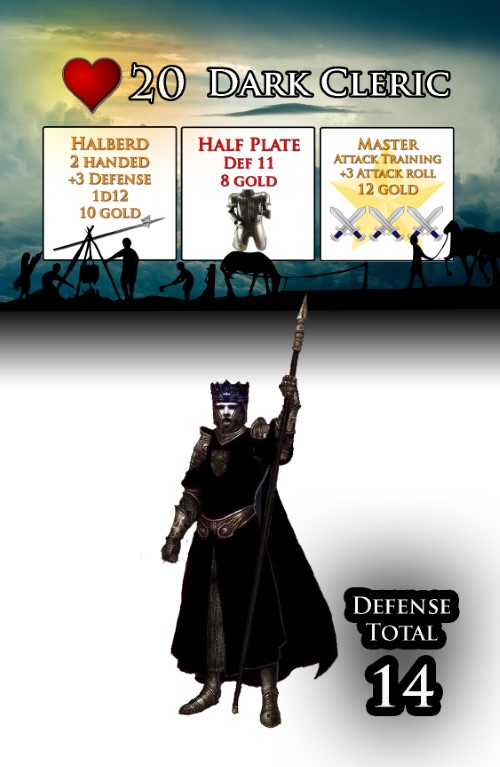 20 Dark Cleric
Halberd
2 handed
+3 Defense
1d12
10 gold
Half Plate
Def 11
8 gold
Master
Attack Training
+3 Attack roll
12 gold
Defense
Total
14